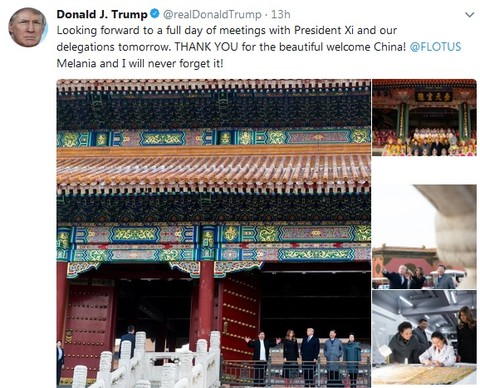 Donald J. Trump @realDonaldTrump · 13h
Looking forward to a full day of meetings with President Xi and our
delegations tomorrow. THANK YOU for the beautiful welcome China! @FLOTUS
Melania and I will never forget it!